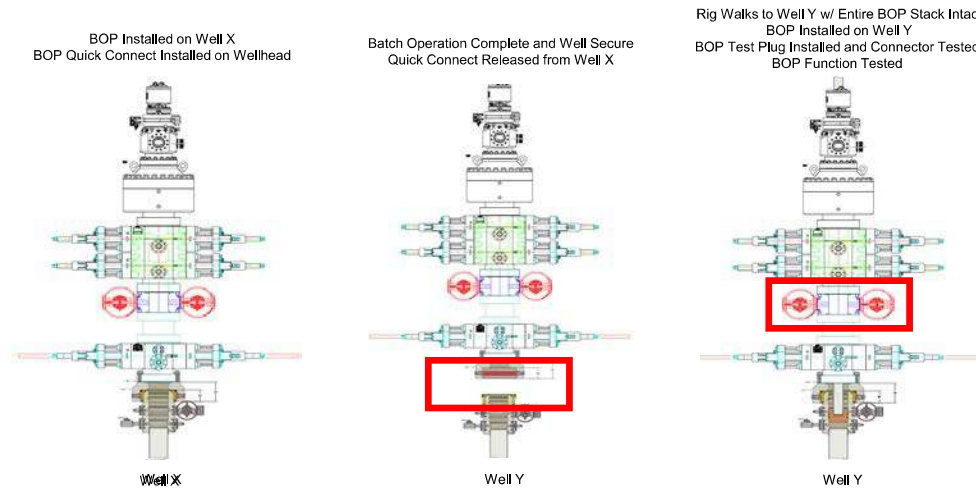 BOP Installed on Well X
BOP Quick Connect Installed on Wellhead
Batch Operation Complete and Well Secure
Quick Connect Released from Well X
Rig Walks to Well Y w/ Entire BOP Stack Intac
BOP Installed on Well Y
BOP Test Plug Installed and Connector Tested
BOP Function Tested
Well X
Well Y
Well Y